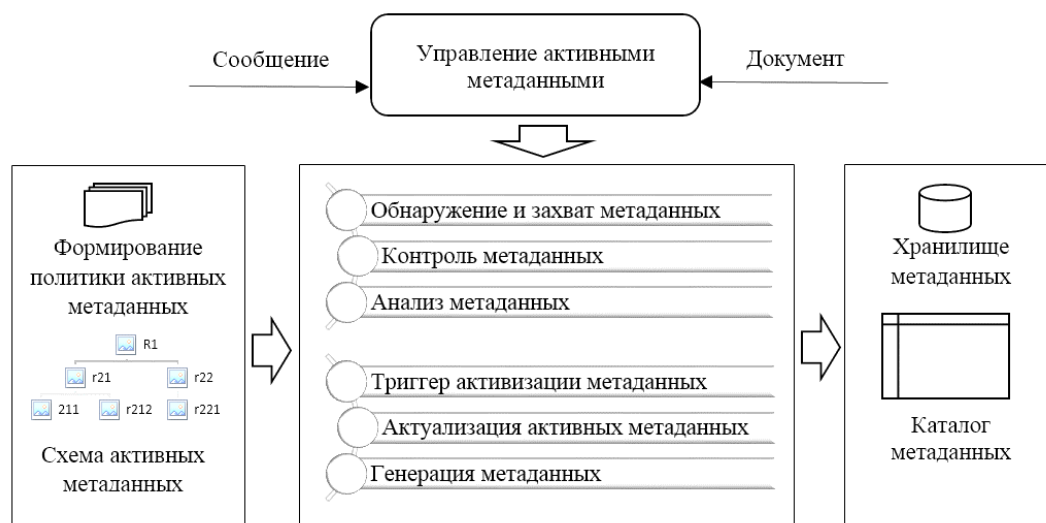 Сообщение
Управление активными
метаданными
Документ
Формирование
политики активных
метаданных
R1
r21
r22
211
r212
r221
Схема активных
метаданных
Обнаружение и захват метаданных
Контроль метаданных
Анализ метаданных
Триггер активизации метаданных
Актуализация активных метаданных
Генерация метаданных
Хранилище
метаданных
Каталог
метаданных